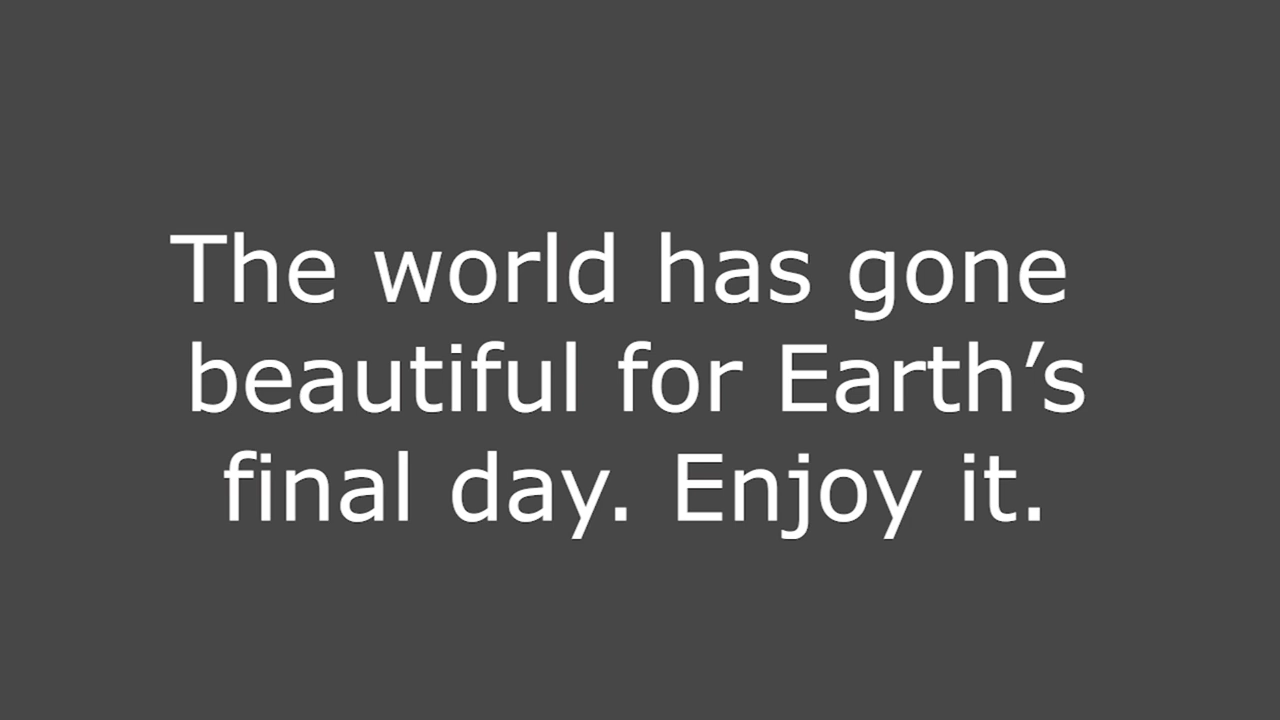 The world has gone
beautiful for Earth’s
final day. Enjoy it.